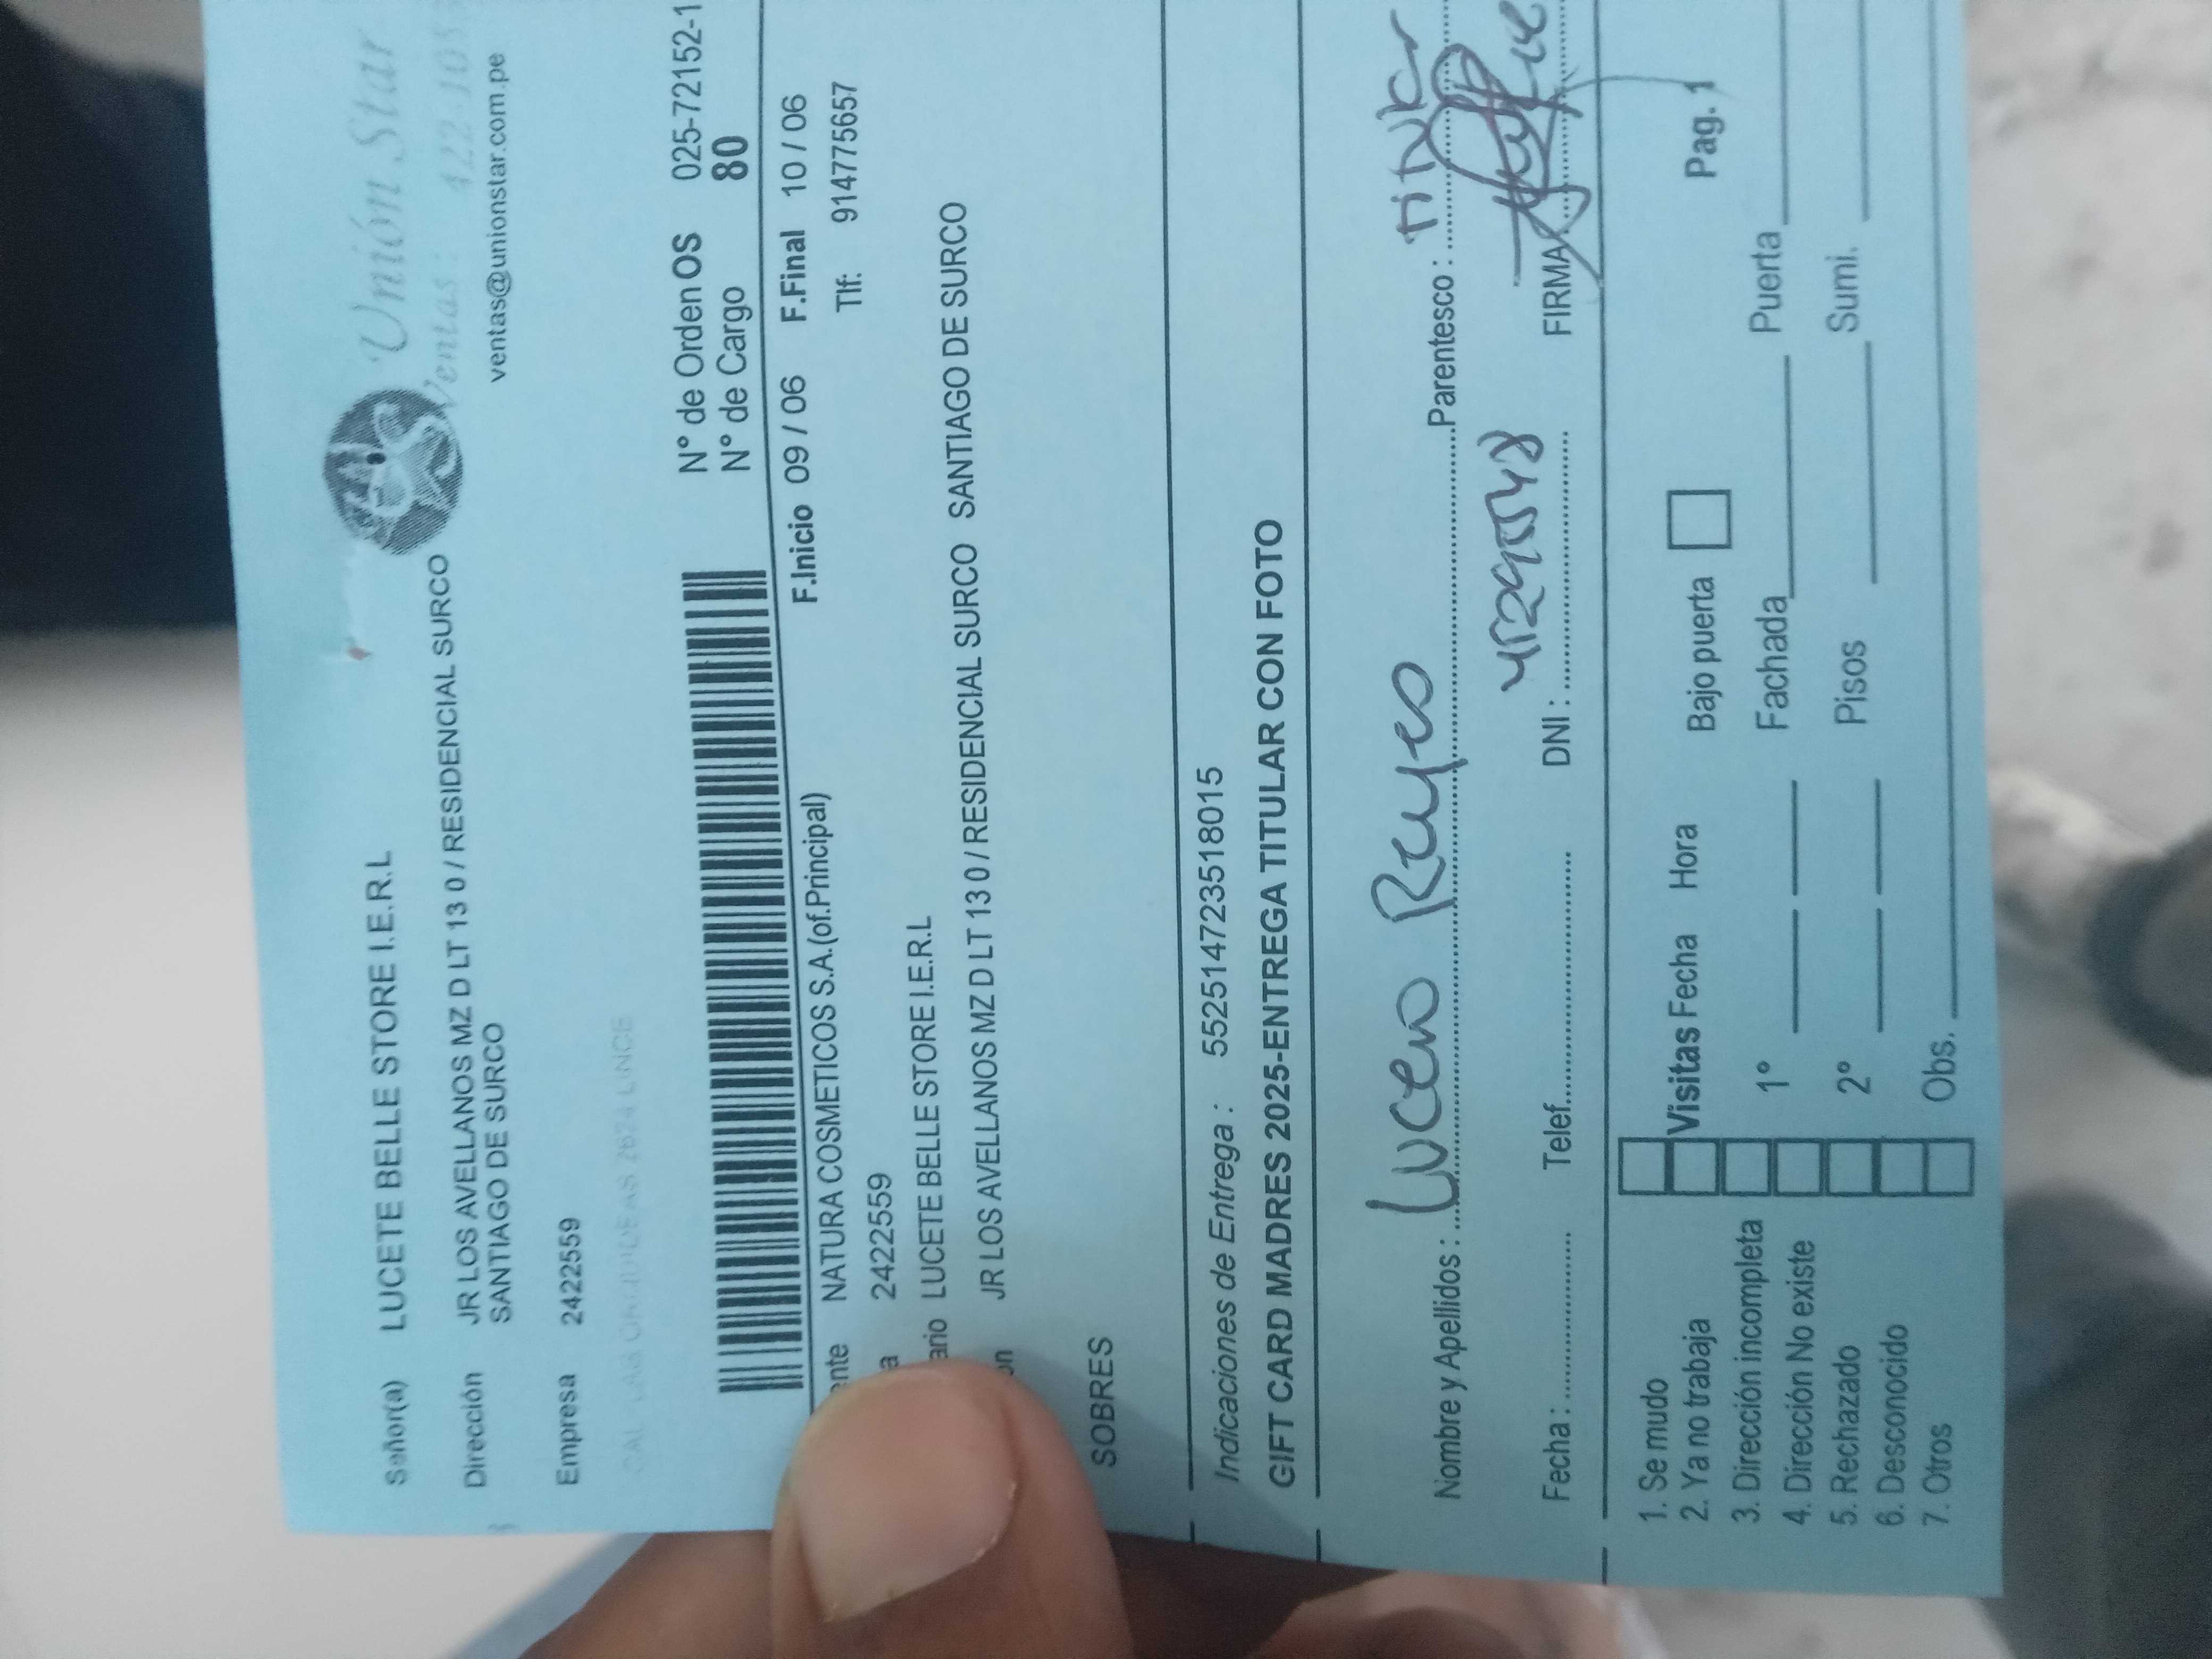 Unión Star
Ventas : 422-105
ventas@unionstar.com.pe
Señor(a) LUCETE BELLE STORE I.E.R.L
Dirección JR LOS AVELLANOS MZ D LT 13 0 / RESIDENCIAL SURCO
SANTIAGO DE SURCO
Empresa 2422559
N° de Orden OS 025-72152-1
N° de Cargo 80
F.Inicio 09 / 06 F.Final 10 / 06
ente NATURA COSMETICOS S.A.(of.Principal)
Tlf: 914775657
a 2422559
ario LUCETE BELLE STORE I.E.R.L
ón JR LOS AVELLANOS MZ D LT 13 0 / RESIDENCIAL SURCO SANTIAGO DE SURCO
SOBRES
Indicaciones de Entrega : 5525147235518015
GIFT CARD MADRES 2025-ENTREGA TITULAR CON FOTO
Nombre y Apellidos : Lucero Parentesco : titular
Fecha : Telef. DNI : FIRMA
1. Se mudo
2. Ya no trabaja
3. Dirección incompleta
4. Dirección No existe
5. Rechazado
6. Desconocido
7. Otros
Visitas Fecha Hora Bajo puerta Pag. 1
1° Fachada Puerta
2° Pisos Sumi.
Obs.